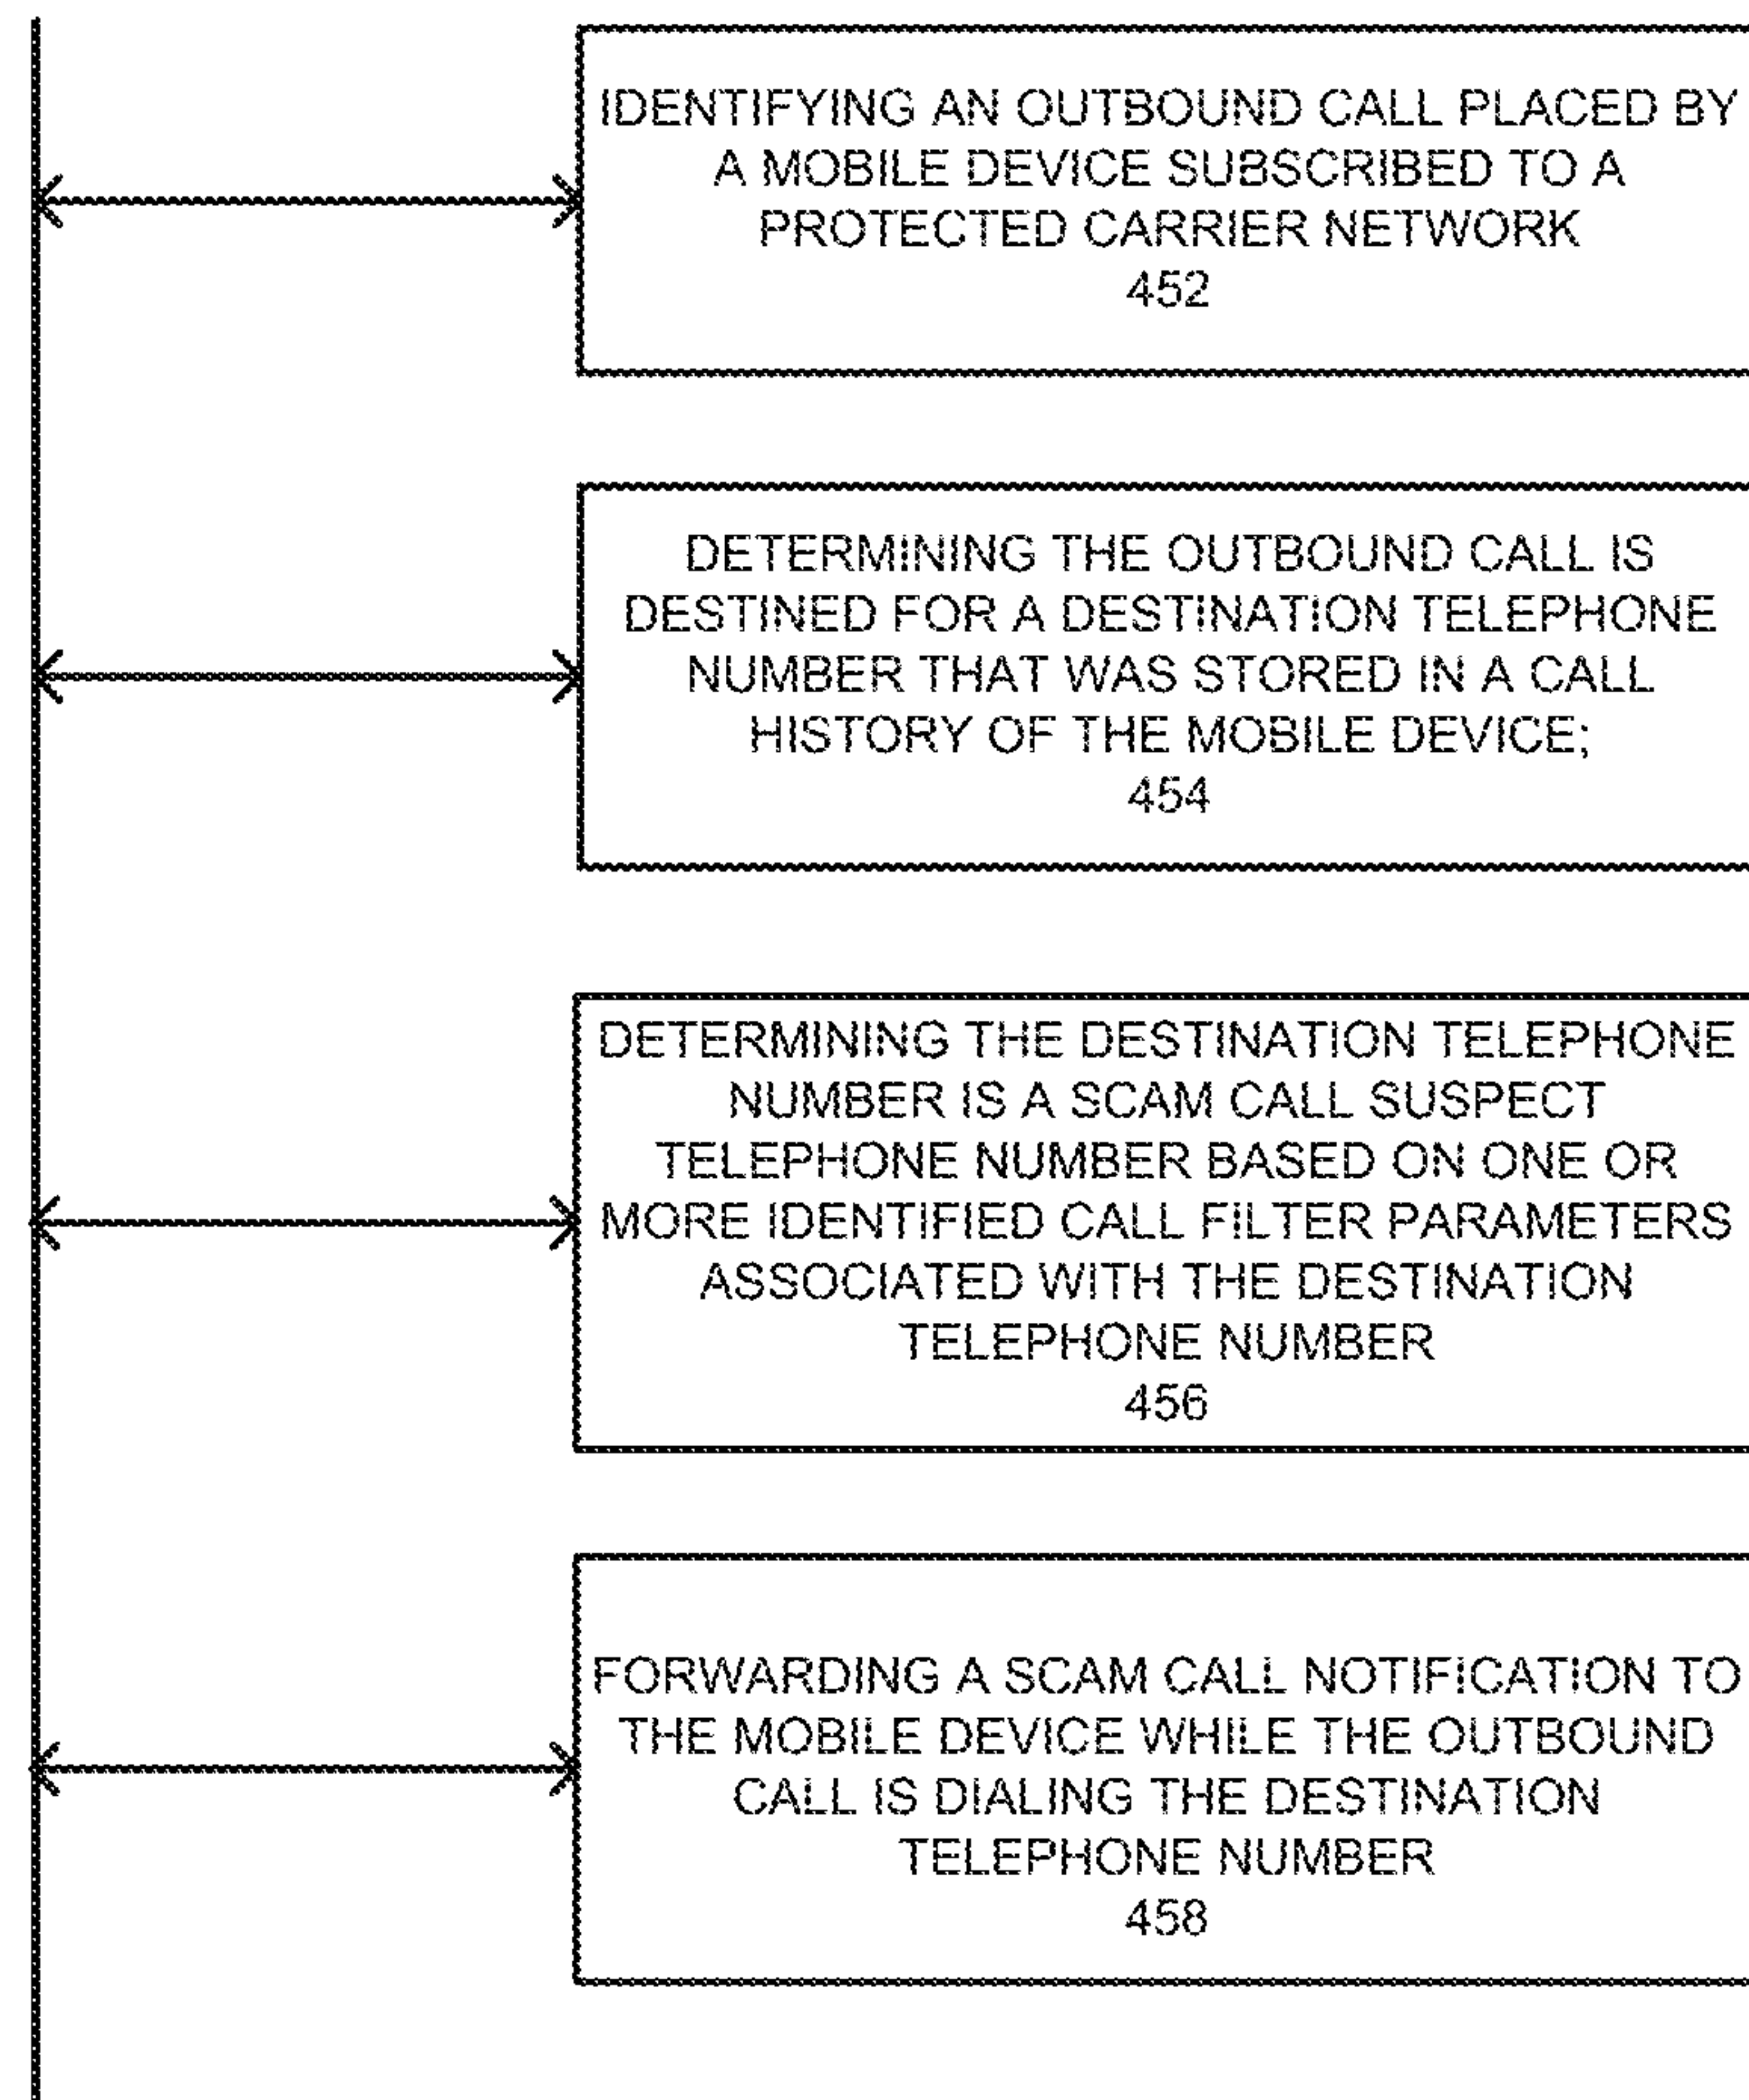 IDENTIFYING AN OUTBOUND CALL PLACED BY
A MOBILE DEVICE SUBSCRIBED TO A
PROTECTED CARRIER NETWORK
452
DETERMINING THE OUTBOUND CALL IS
DESTINED FOR A DESTINATION TELEPHONE
NUMBER THAT WAS STORED IN A CALL
HISTORY OF THE MOBILE DEVICE;
454
DETERMINING THE DESTINATION TELEPHONE
NUMBER IS A SCAM CALL SUSPECT
TELEPHONE NUMBER BASED ON ONE OR
MORE IDENTIFIED CALL FILTER PARAMETERS
ASSOCIATED WITH THE DESTINATION
TELEPHONE NUMBER
456
FORWARDING A SCAM CALL NOTIFICATION TO
THE MOBILE DEVICE WHILE THE OUTBOUND
CALL IS DIALING THE DESTINATION
TELEPHONE NUMBER
458